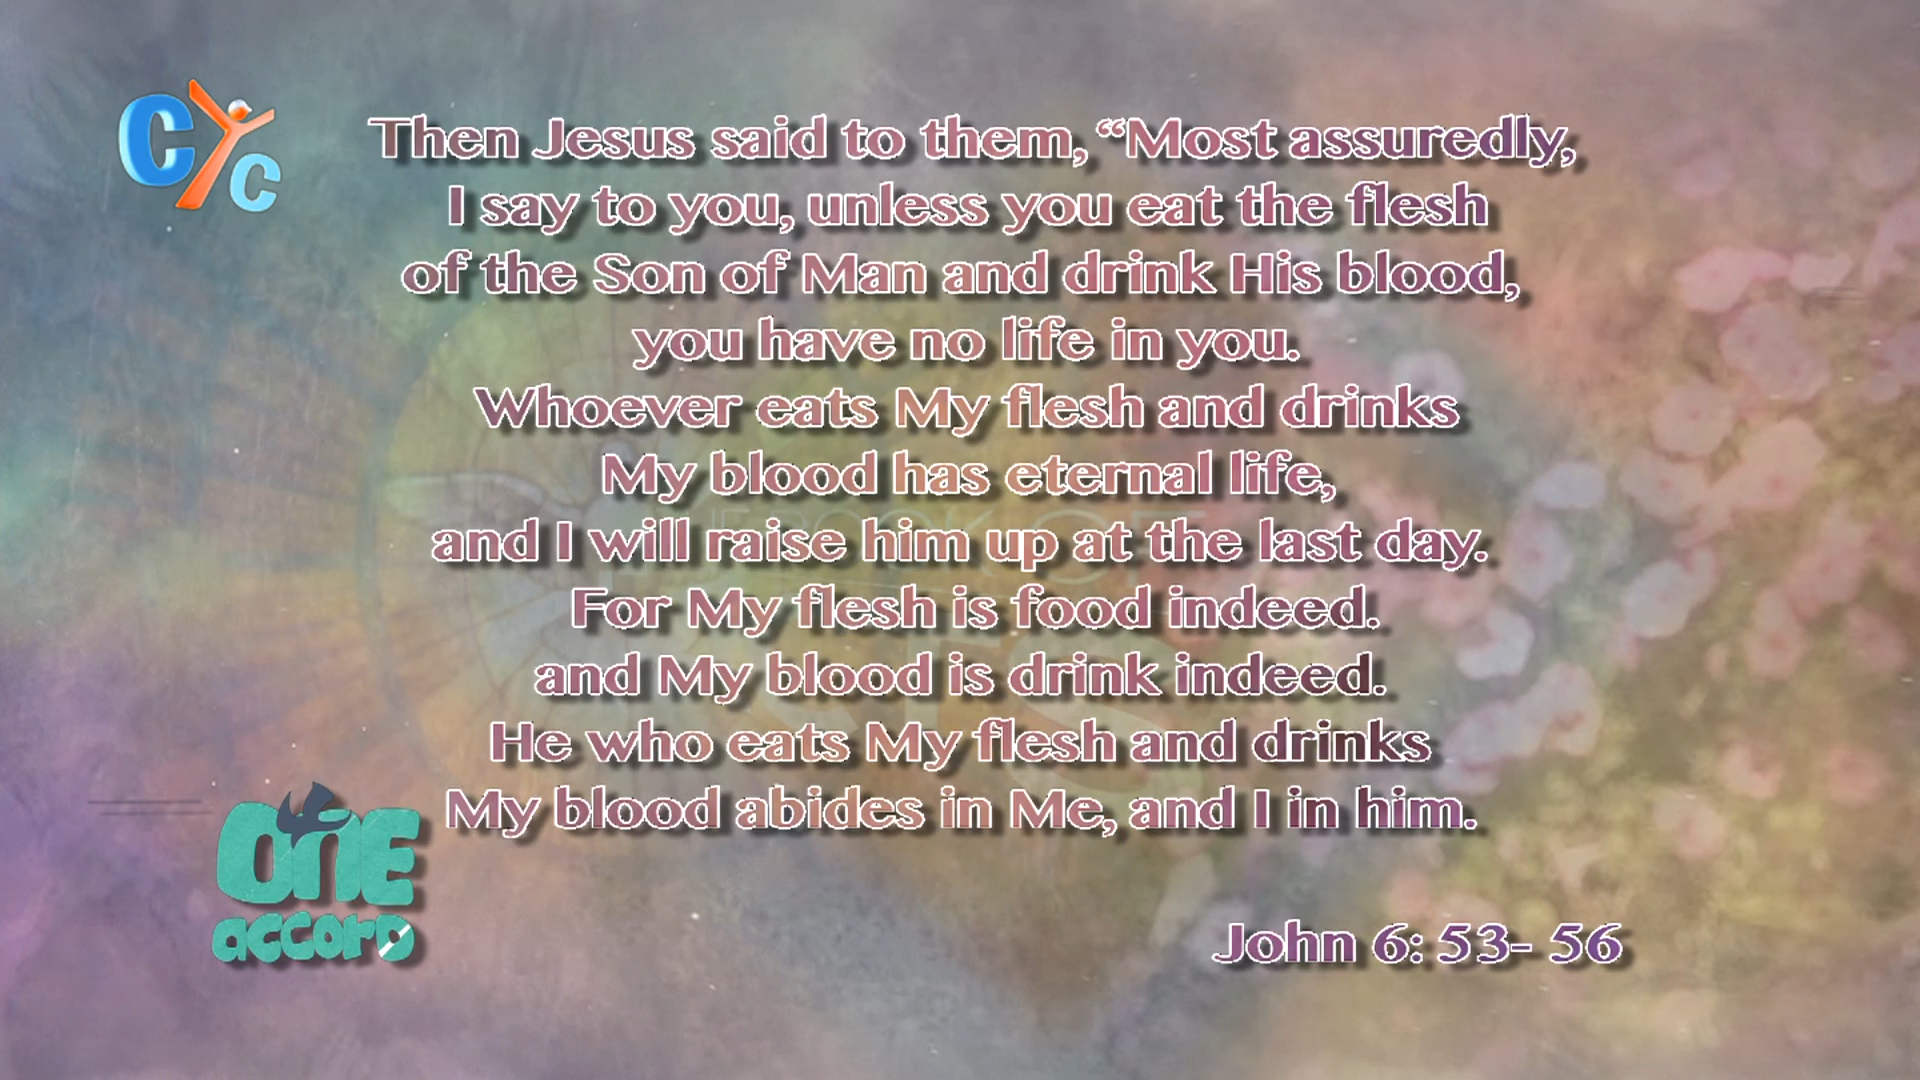 CYC
Then Jesus said to them, “Most assuredly,
I say to you, unless you eat the flesh
of the Son of Man and drink His blood,
you have no life in you.
Whoever eats My flesh and drinks
My blood has eternal life,
and I will raise him up at the last day.
For My flesh is food indeed.
and My blood is drink indeed.
He who eats My flesh and drinks
My blood abides in Me, and I in him.
One
accord
John 6: 53- 56